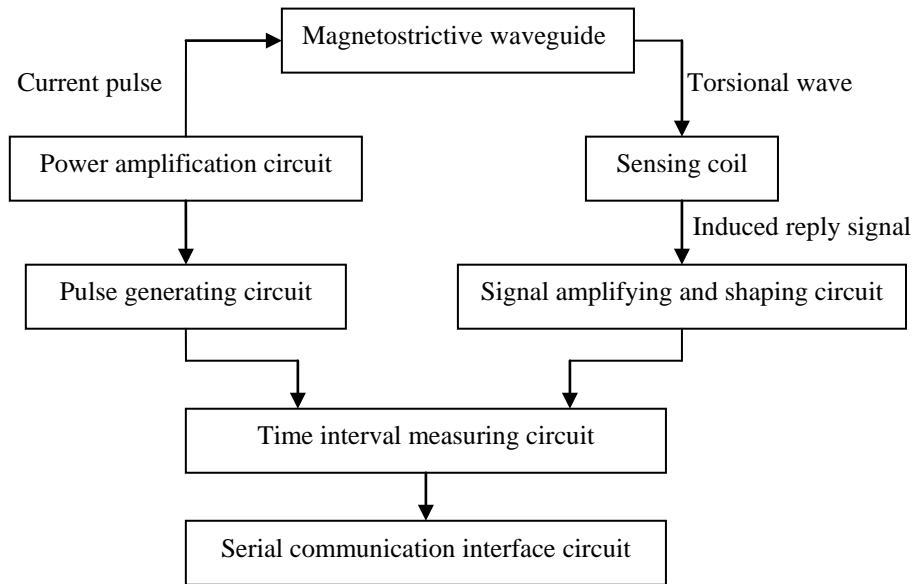 Magnetostrictive waveguide
Current pulse
Torsional wave
Power amplification circuit
Sensing coil
Induced reply signal
Pulse generating circuit
Signal amplifying and shaping circuit
Time interval measuring circuit
Serial communication interface circuit